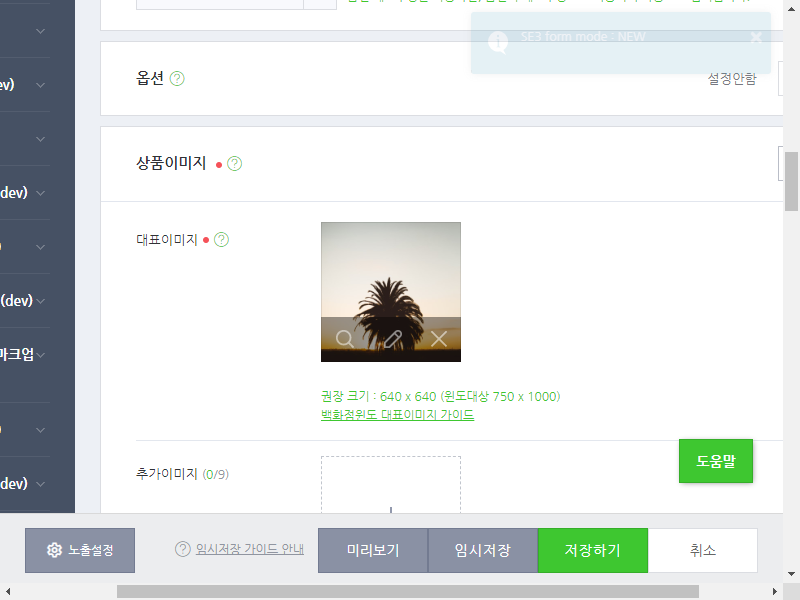 SE3 form mode : NEW
옵션
설정안함
상품이미지
대표이미지
권장 크기 : 640 x 640 (윈도대상 750 x 1000)
백화점윈도 대표이미지 가이드
도움말
추가이미지 (0/9)
dev)
dev)
(dev)
마크업
dev)
노출설정
임시저장 가이드 안내
미리보기
임시저장
저장하기
취소